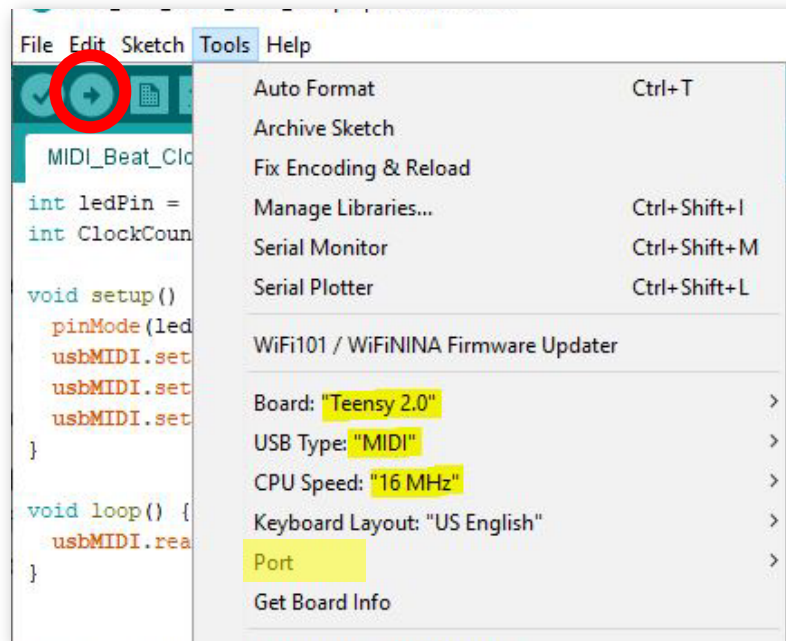 File Edit Sketch Tools Help
Auto Format Ctrl+T
Archive Sketch
MIDI_Beat_Clo
Fix Encoding & Reload
int ledPin =
Manage Libraries... Ctrl+Shift+I
int ClockCoun
Serial Monitor Ctrl+Shift+M
void setup()
Serial Plotter Ctrl+Shift+L
pinMode(led
WiFi101 / WiFiNINA Firmware Updater
usbMIDI.set
usbMIDI.set
Board: "Teensy 2.0"
usbMIDI.set
}
USB Type: "MIDI"
CPU Speed: "16 MHz"
void loop() {
Keyboard Layout: "US English"
usbMIDI.rea
Port
}
Get Board Info